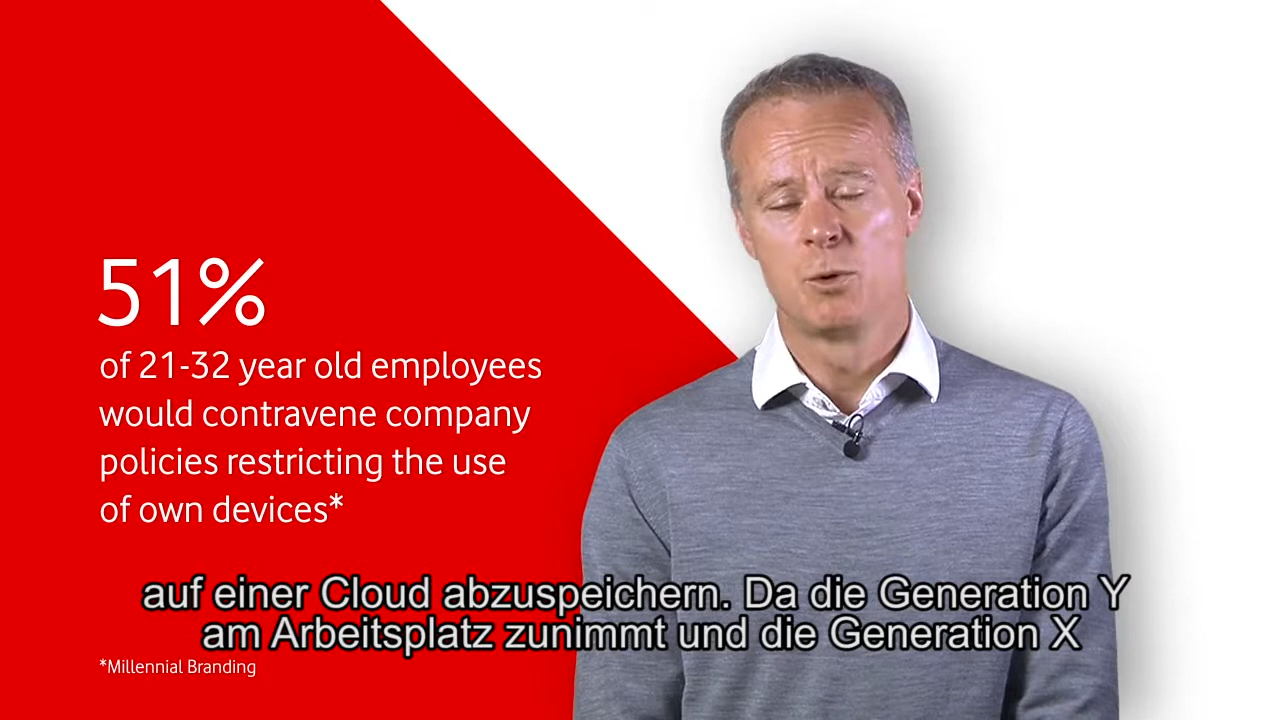 51%
of 21-32 year old employees
would contravene company
policies restricting the use
of own devices*
auf einer Cloud abzuspeichern. Da die Generation Y
am Arbeitsplatz zunimmt und die Generation X
*Millennial Branding